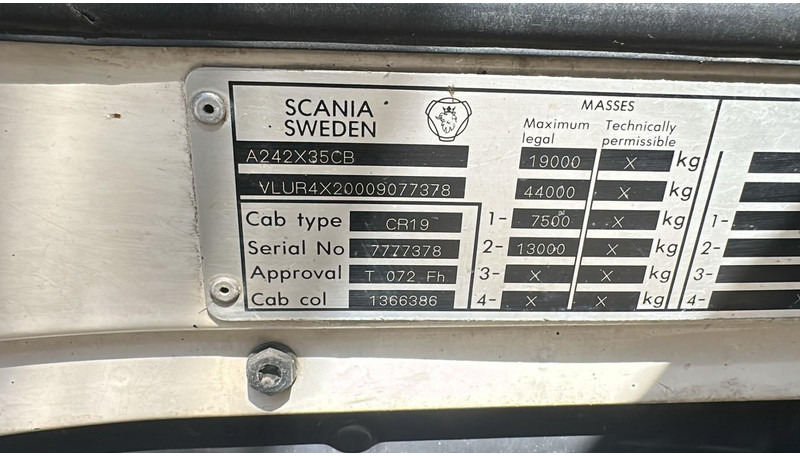 SCANIA
SWEDEN
MASSES
Maximum legal
Technically permissible
A242X35CB
19000 X kg
VLUR4X20009077378
44000 X kg
Cab type CR19
1- 7500 X kg 1-
Serial No 7777378
2- 13000 X kg 2-
Approval T 072 Fh
3- X X kg 3-
Cab col 1366386
4- X X kg 4-